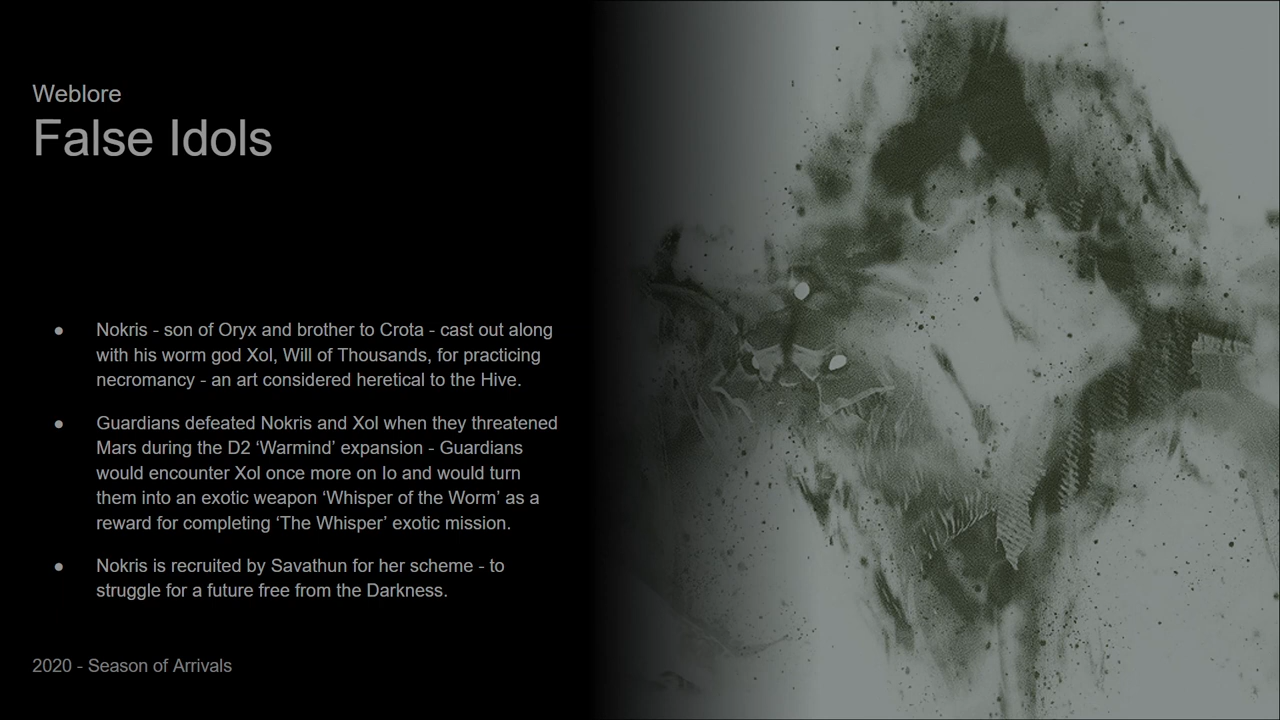 Weblore
False Idols
● Nokris - son of Oryx and brother to Crota - cast out along
with his worm god Xol, Will of Thousands, for practicing
necromancy - an art considered heretical to the Hive.
● Guardians defeated Nokris and Xol when they threatened
Mars during the D2 ‘Warmind’ expansion - Guardians
would encounter Xol once more on Io and would turn
them into an exotic weapon ‘Whisper of the Worm’ as a
reward for completing ‘The Whisper’ exotic mission.
● Nokris is recruited by Savathun for her scheme - to
struggle for a future free from the Darkness.
2020 - Season of Arrivals